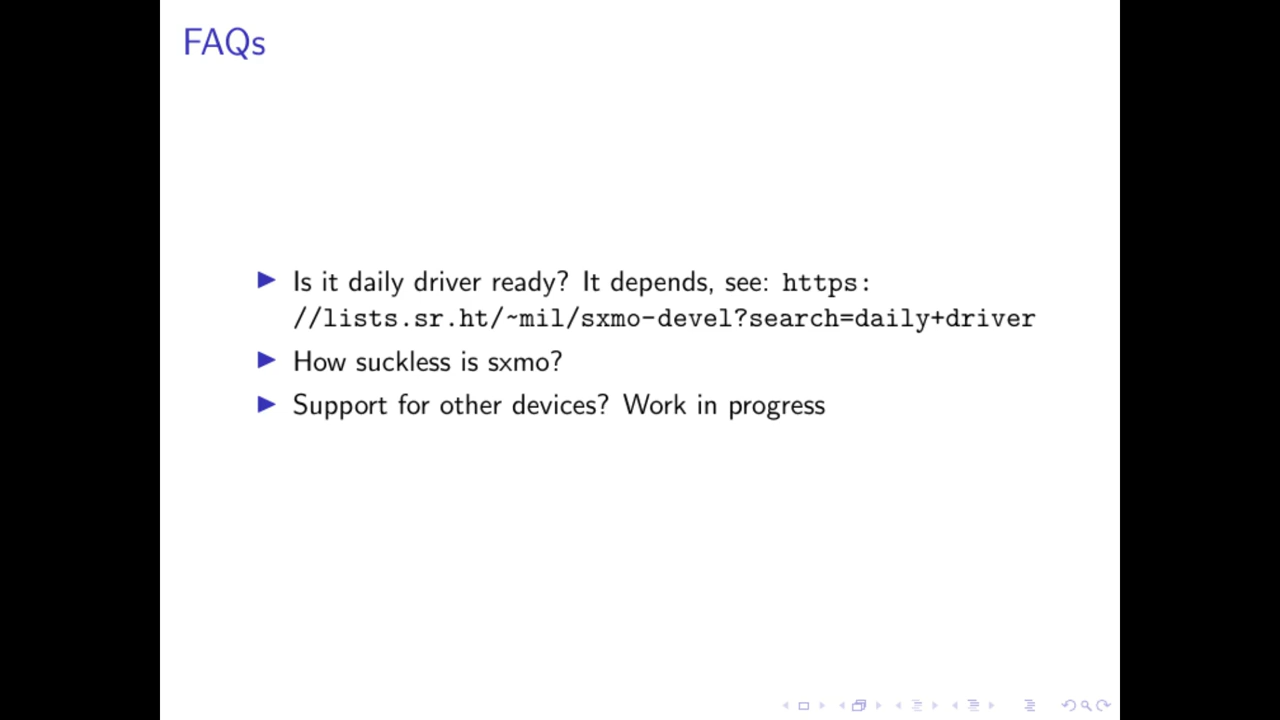 FAQs
Is it daily driver ready? It depends, see: https:
//lists.sr.ht/~mil/sxmo-devel?search=daily+driver
How suckless is sxmo?
Support for other devices? Work in progress